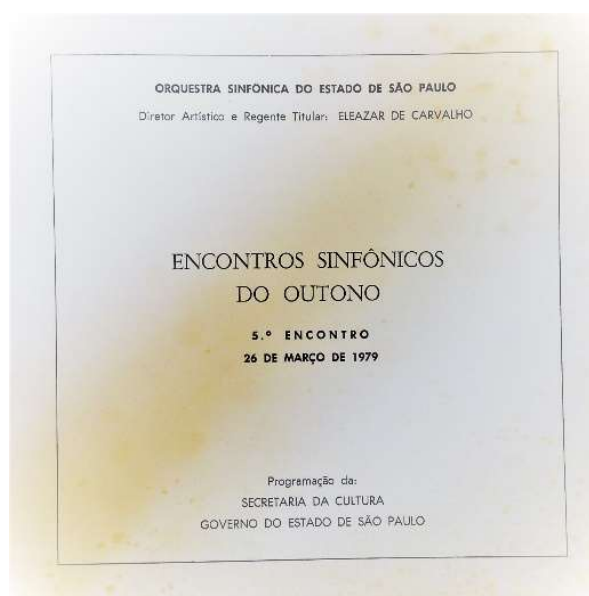 ORQUESTRA SINFÔNICA DO ESTADO DE SÃO PAULO
Diretor Artístico e Regente Titular: ELEAZAR DE CARVALHO
ENCONTROS SINFÔNICOS
DO OUTONO
5.º ENCONTRO
26 DE MARÇO DE 1979
Programação da:
SECRETARIA DA CULTURA
GOVERNO DO ESTADO DE SÃO PAULO